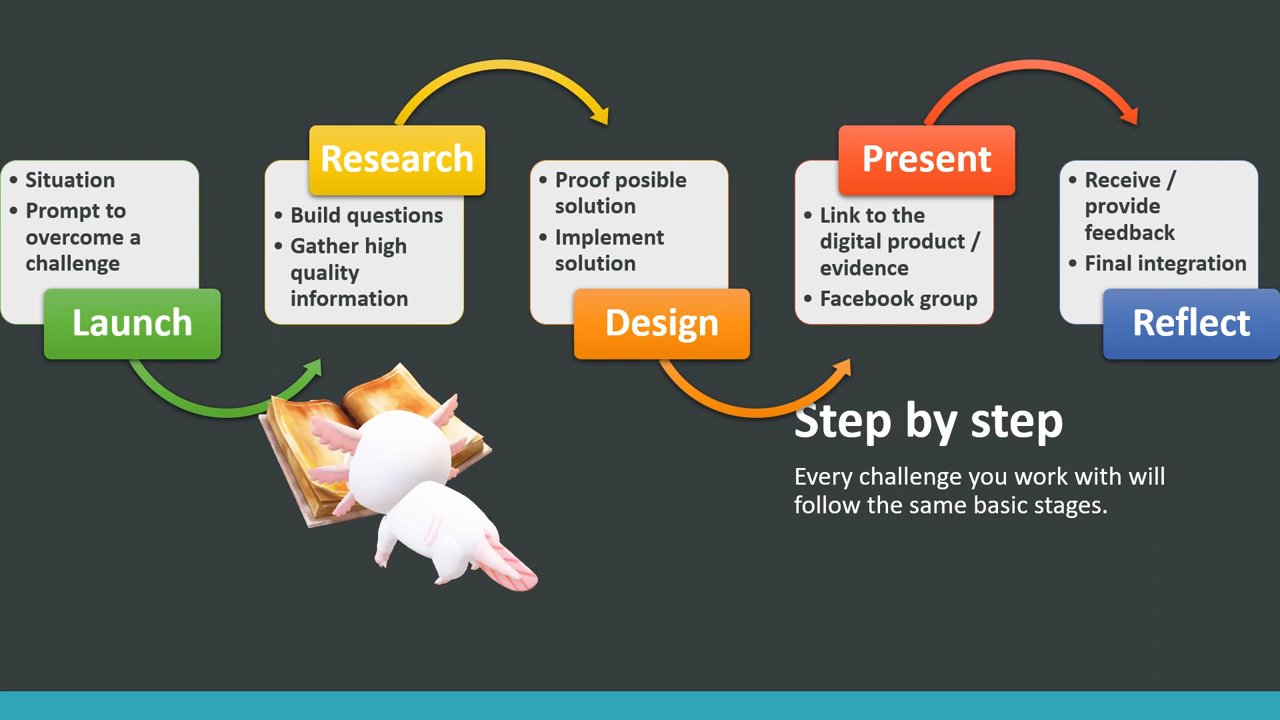 • Situation
• Prompt to
overcome a
challenge
Launch
Research
• Build questions
• Gather high
quality
information
• Proof posible
solution
• Implement
solution
Design
Present
• Link to the
digital product /
evidence
• Facebook group
• Receive /
provide
feedback
• Final integration
Reflect
Step by step
Every challenge you work with will
follow the same basic stages.